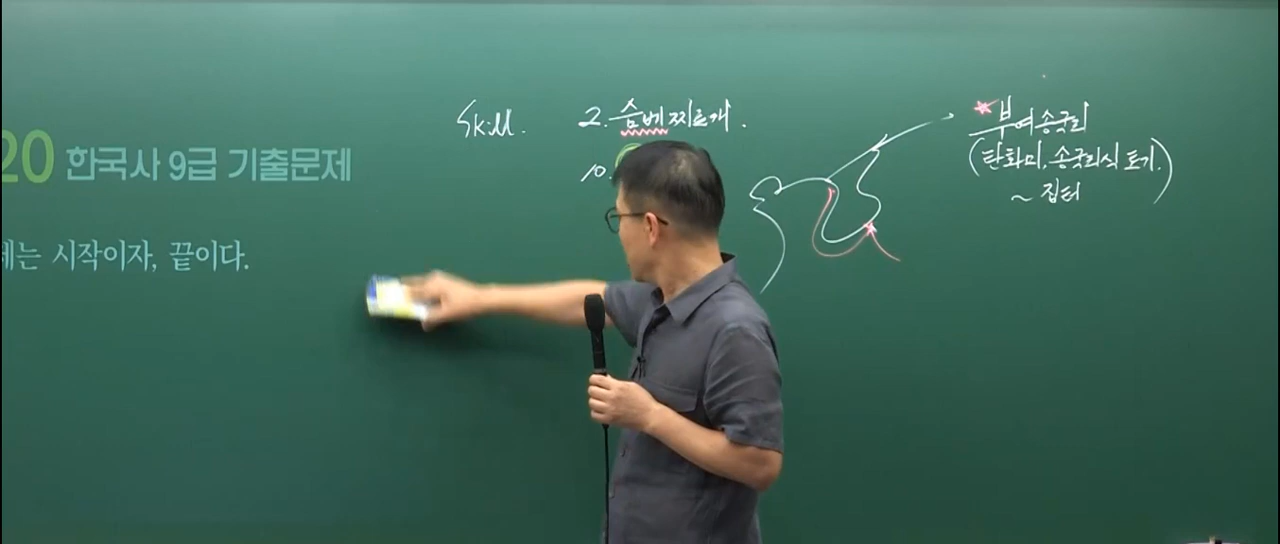 20 한국사 9급 기출문제
제는 시작이자, 끝이다.
Skill.
2. 슴베찌르개.
10.
부여송국리
(탄화미, 송국리식 토기.
~ 집터)